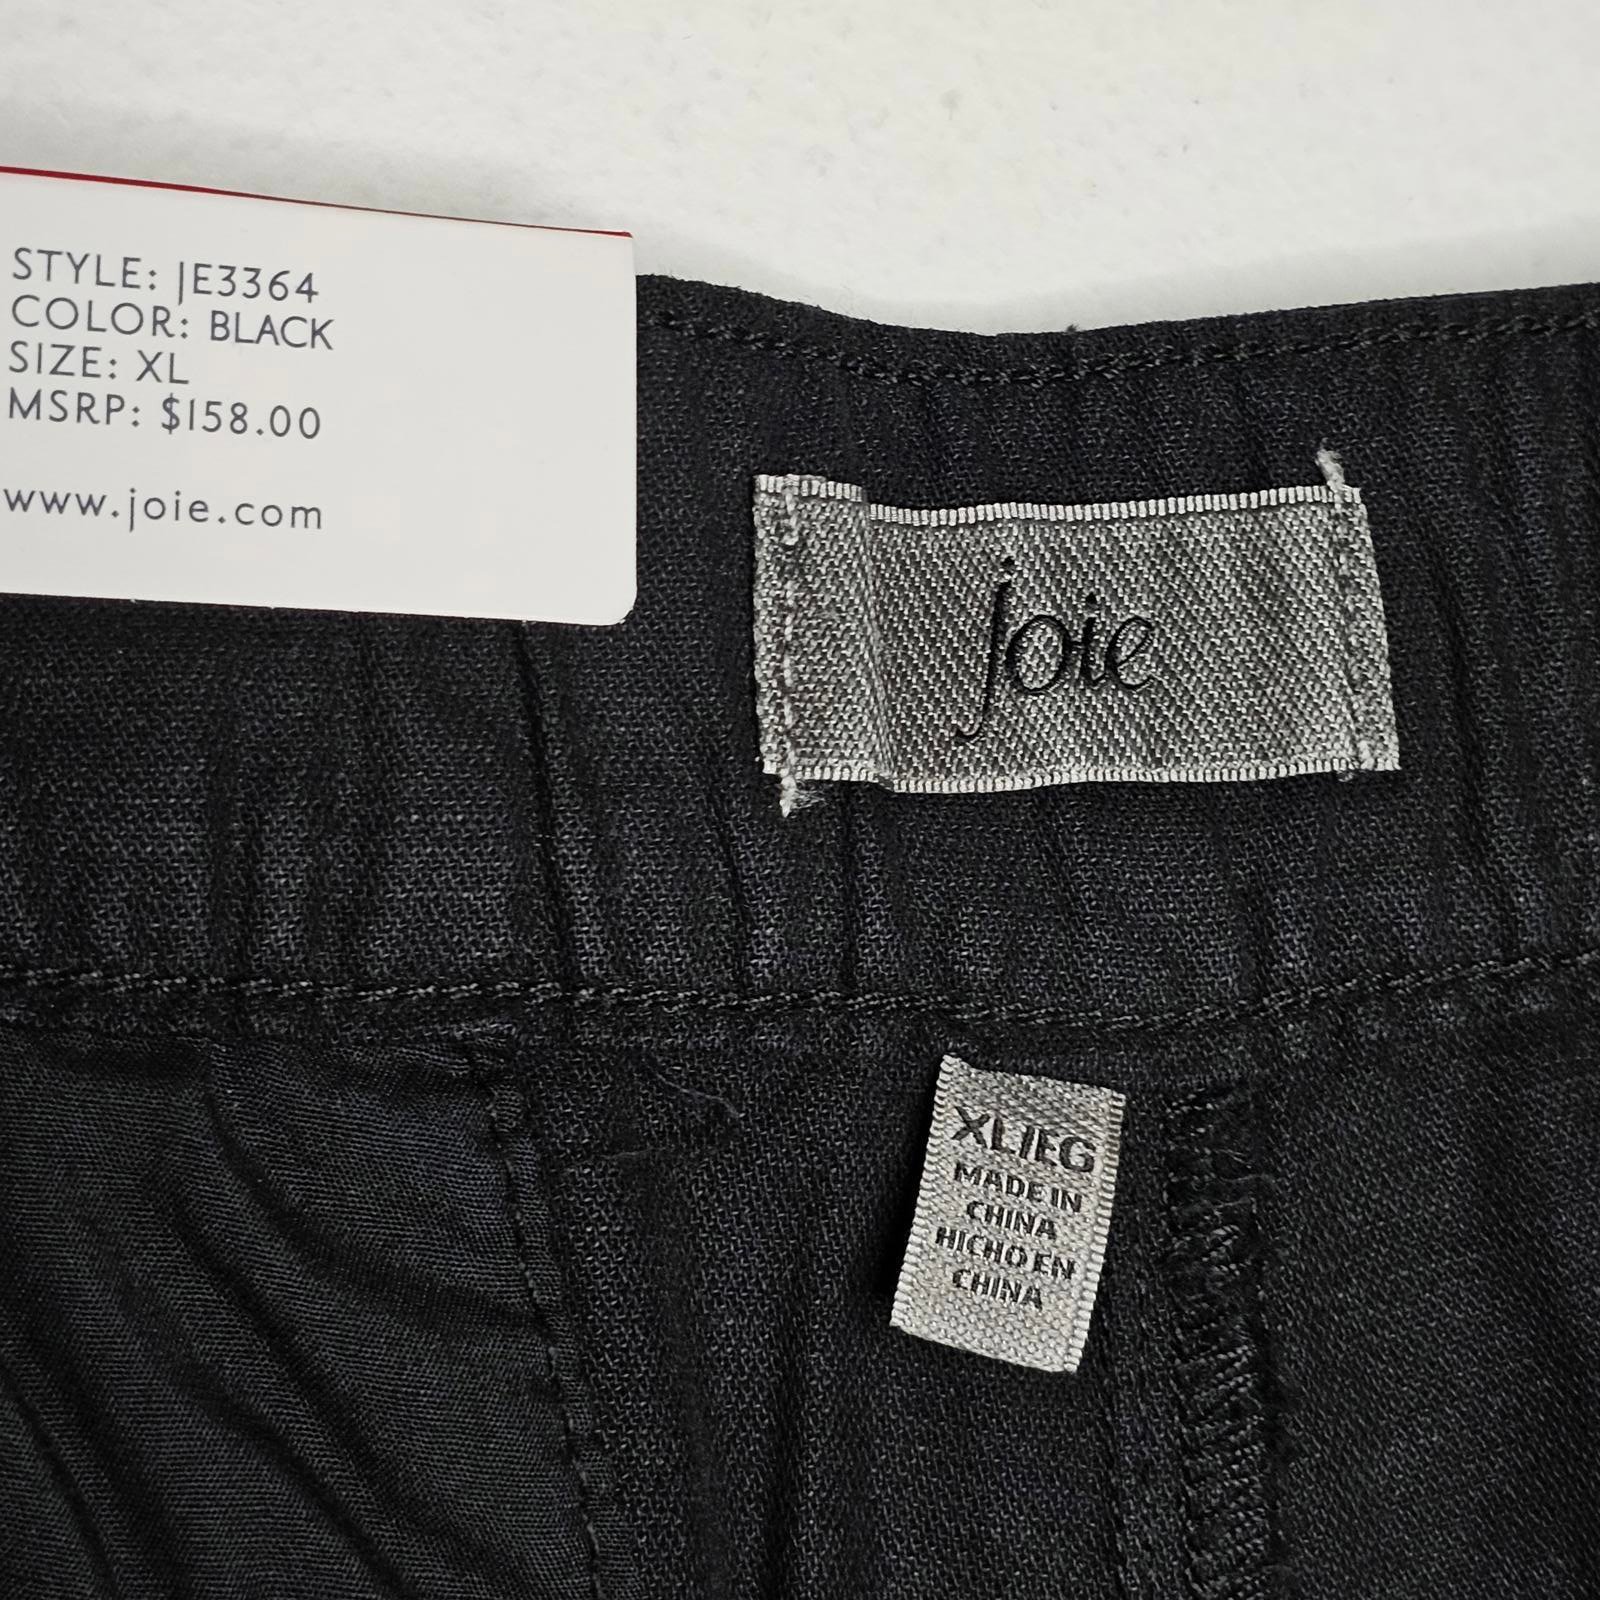 STYLE: JE3364
COLOR: BLACK
SIZE: XL
MSRP: $158.00
www.joie.com
joie
XL/EG
MADE IN
CHINA
HICHO EN
CHINA